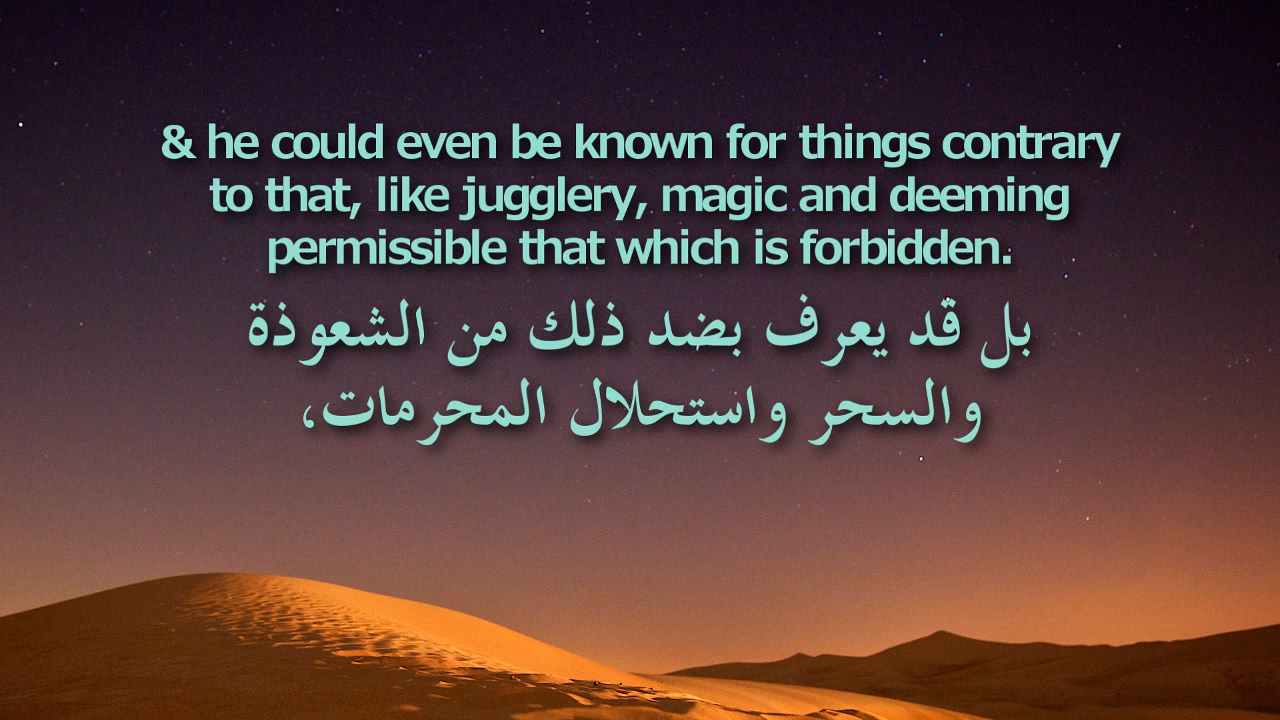 & he could even be known for things contrary
to that, like jugglery, magic and deeming
permissible that which is forbidden.
بل قد يعرف بضد ذلك من الشعوذة
والسحر واستحلال المحرمات،